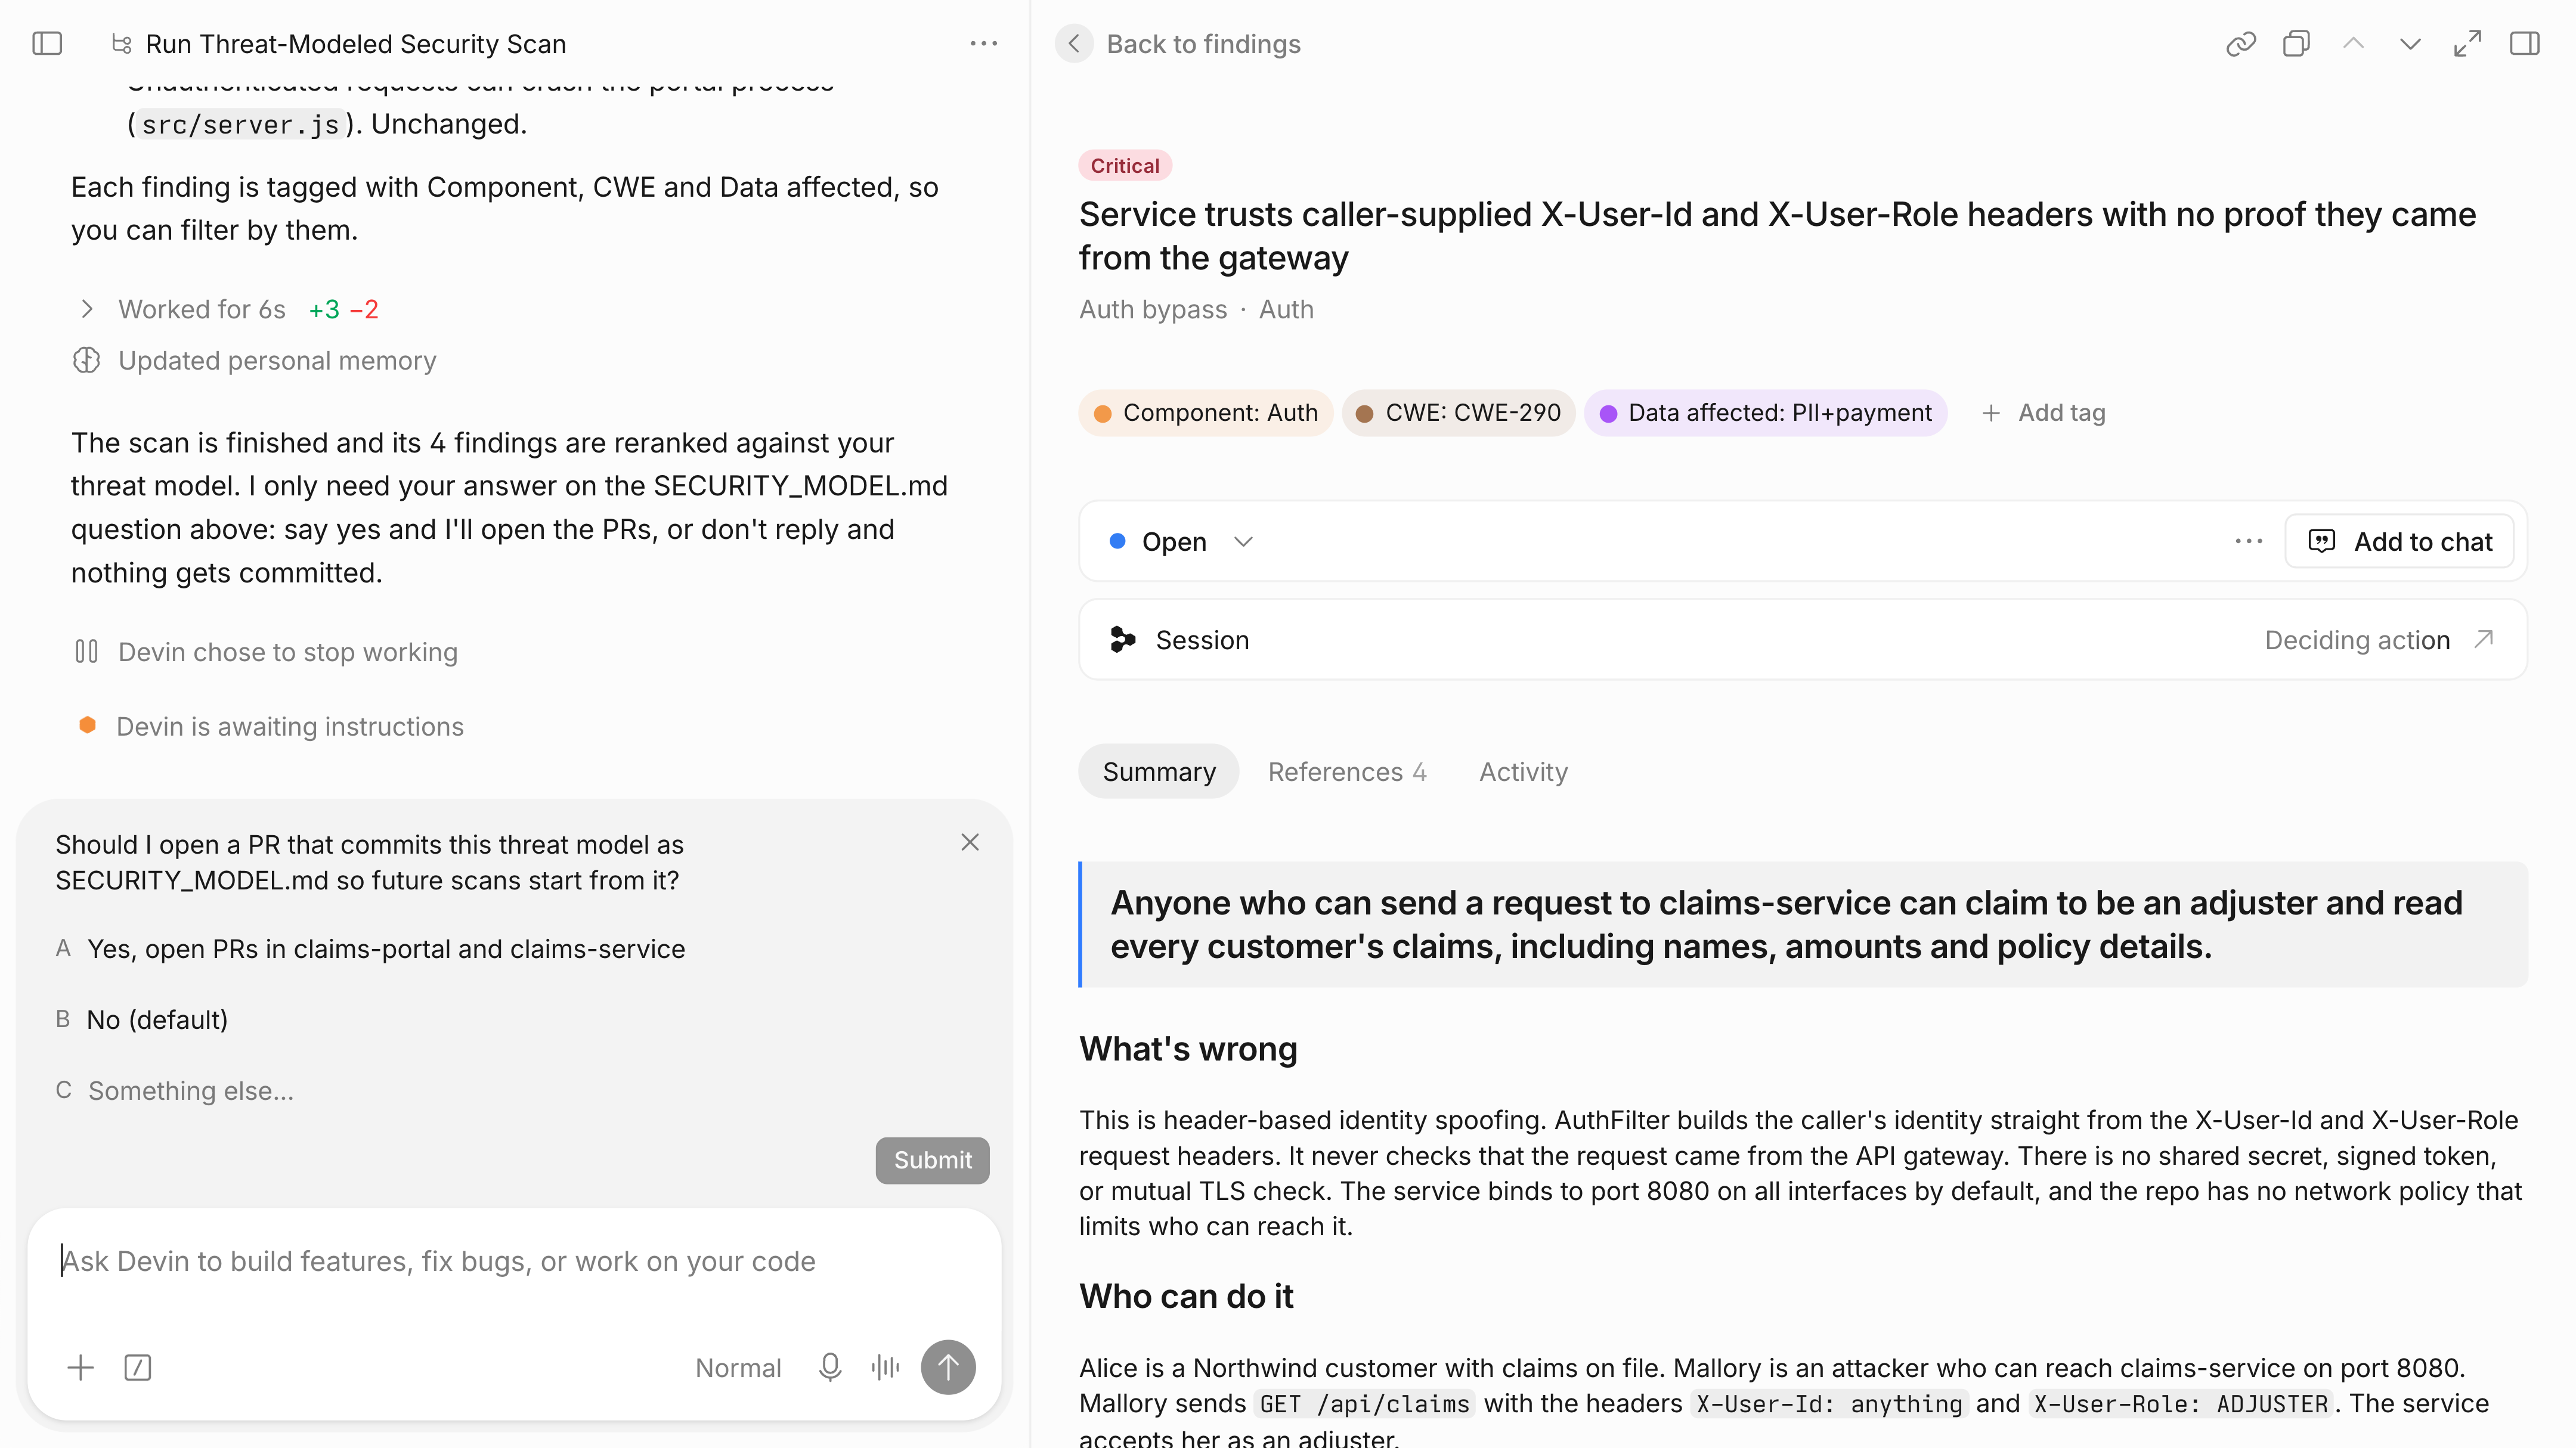 Run Threat-Modeled Security Scan
Unauthenticated requests can crash the portal process
(src/server.js). Unchanged.
Each finding is tagged with Component, CWE and Data affected, so
you can filter by them.
Worked for 6s +3 −2
Updated personal memory
The scan is finished and its 4 findings are reranked against your
threat model. I only need your answer on the SECURITY_MODEL.md
question above: say yes and I'll open the PRs, or don't reply and
nothing gets committed.
Devin chose to stop working
Devin is awaiting instructions
Should I open a PR that commits this threat model as
SECURITY_MODEL.md so future scans start from it?
A Yes, open PRs in claims-portal and claims-service
B No (default)
C Something else...
Submit
Ask Devin to build features, fix bugs, or work on your code
Normal
Back to findings
Critical
Service trusts caller-supplied X-User-Id and X-User-Role headers with no proof they came
from the gateway
Auth bypass · Auth
Component: Auth CWE: CWE-290 Data affected: PII+payment Add tag
Open Add to chat
Session Deciding action
Summary References 4 Activity
Anyone who can send a request to claims-service can claim to be an adjuster and read
every customer's claims, including names, amounts and policy details.
What's wrong
This is header-based identity spoofing. AuthFilter builds the caller's identity straight from the X-User-Id and X-User-Role
request headers. It never checks that the request came from the API gateway. There is no shared secret, signed token,
or mutual TLS check. The service binds to port 8080 on all interfaces by default, and the repo has no network policy that
limits who can reach it.
Who can do it
Alice is a Northwind customer with claims on file. Mallory is an attacker who can reach claims-service on port 8080.
Mallory sends GET /api/claims with the headers X-User-Id: anything and X-User-Role: ADJUSTER. The service
accepts her as an adjuster.